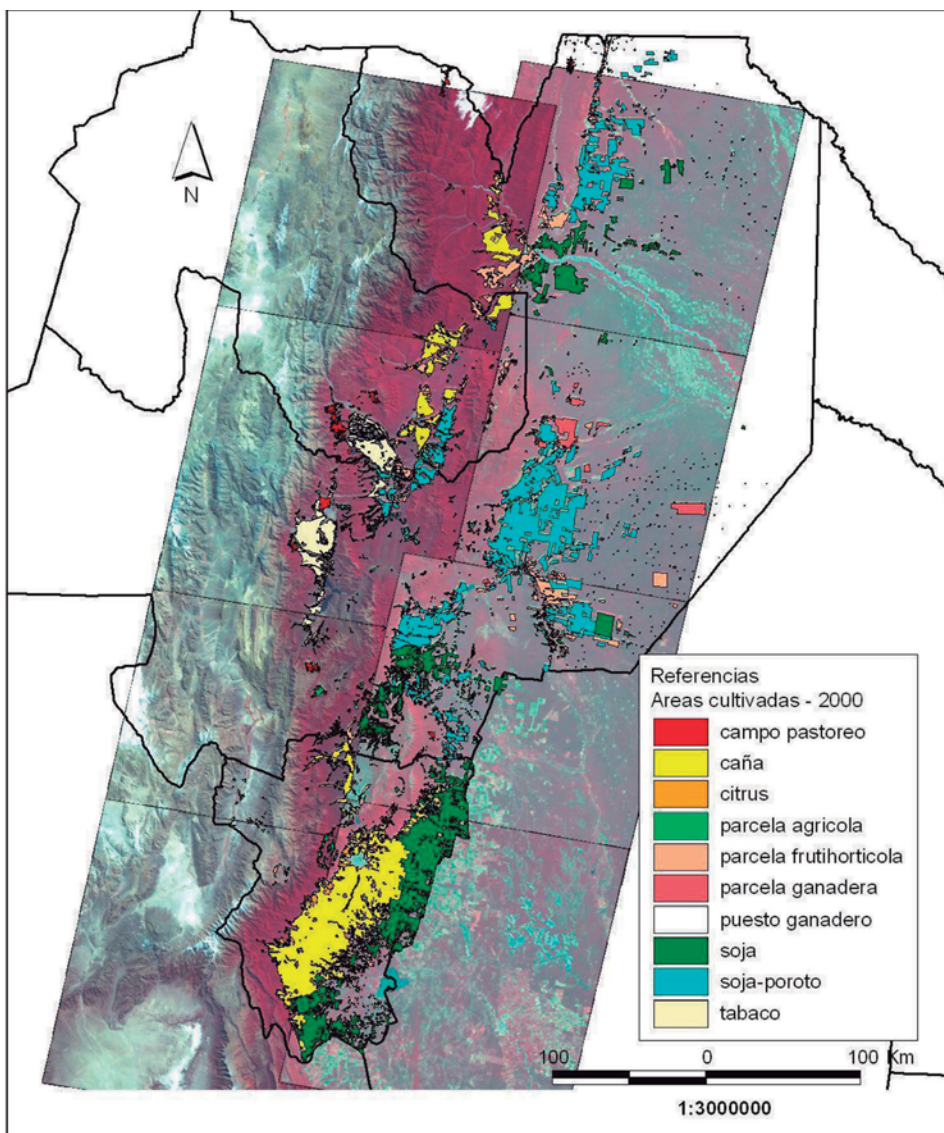 N
Referencias
Areas cultivadas - 2000
campo pastoreo
caña
citrus
parcela agricola
parcela frutihorticola
parcela ganadera
puesto ganadero
soja
soja-poroto
tabaco
100 0 100 Km
1:3000000